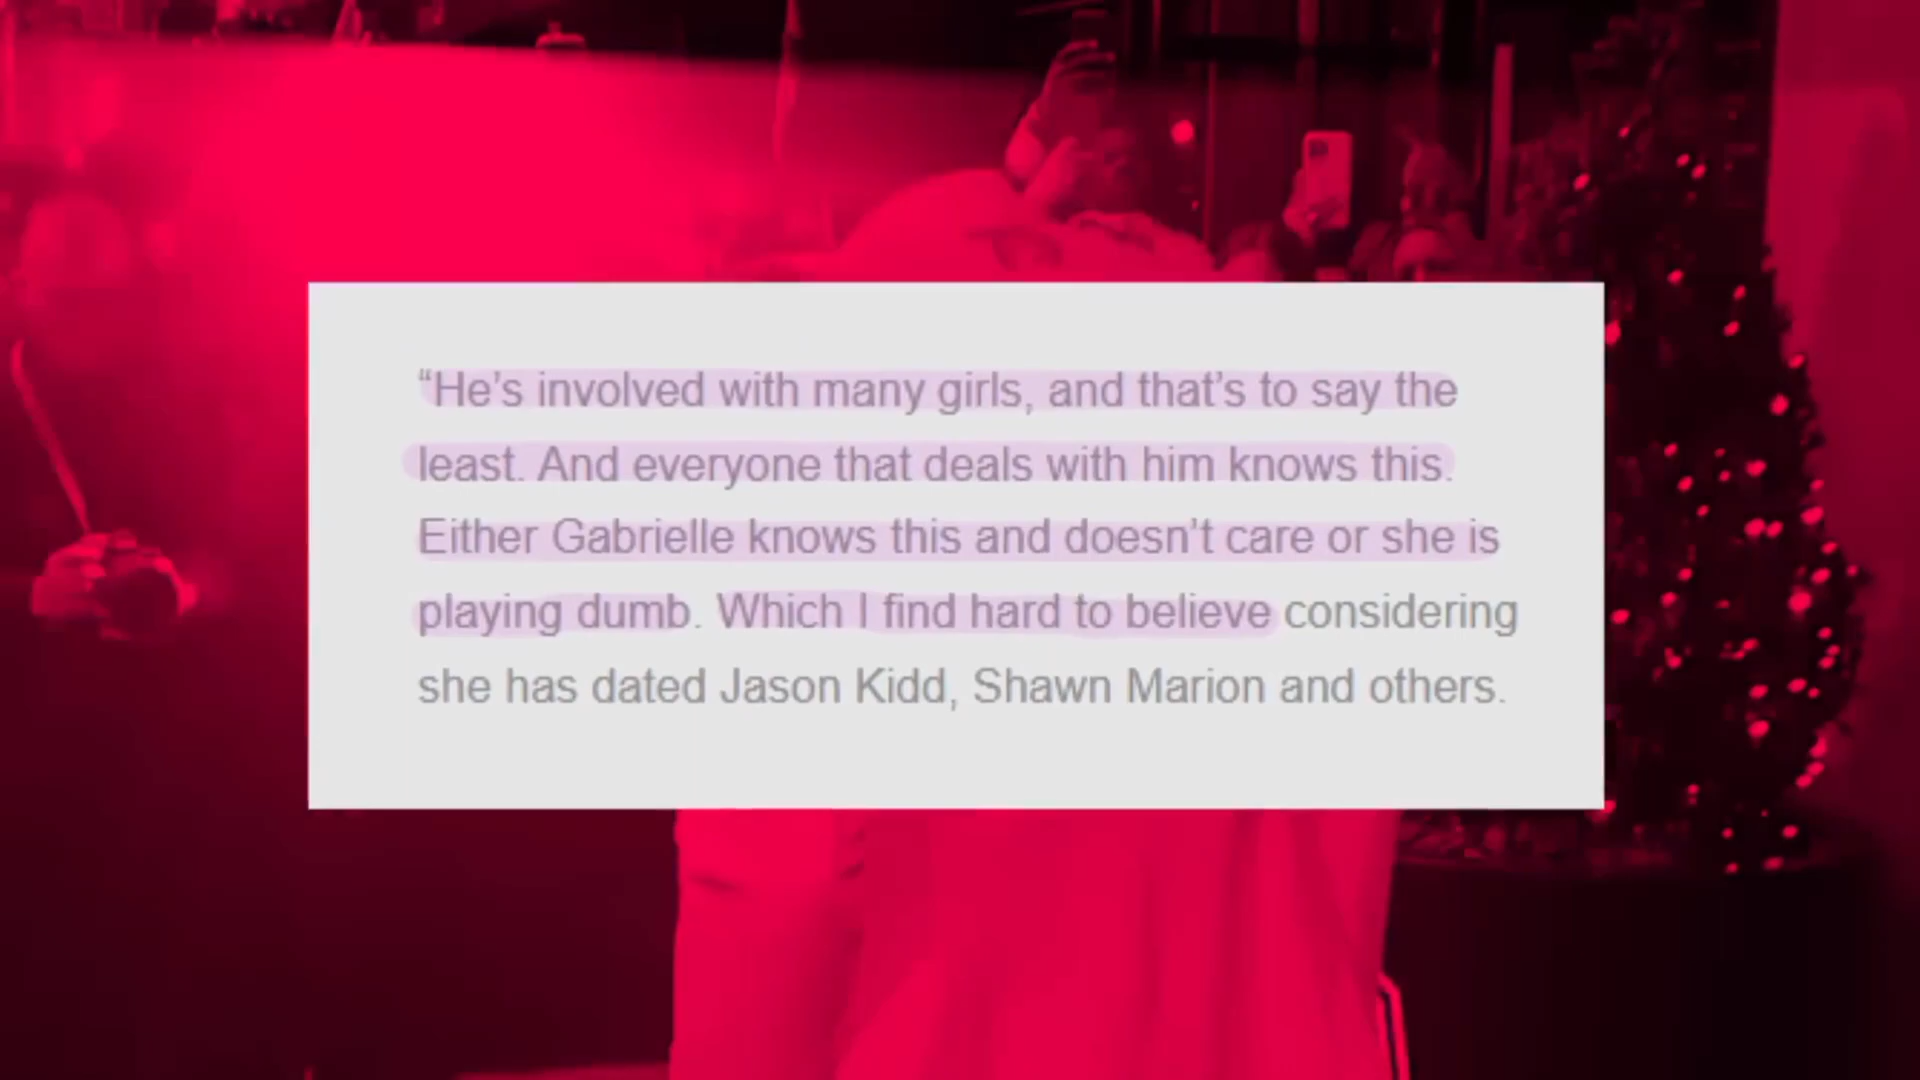 “He’s involved with many girls, and that’s to say the
least. And everyone that deals with him knows this.
Either Gabrielle knows this and doesn’t care or she is
playing dumb. Which I find hard to believe considering
she has dated Jason Kidd, Shawn Marion and others.